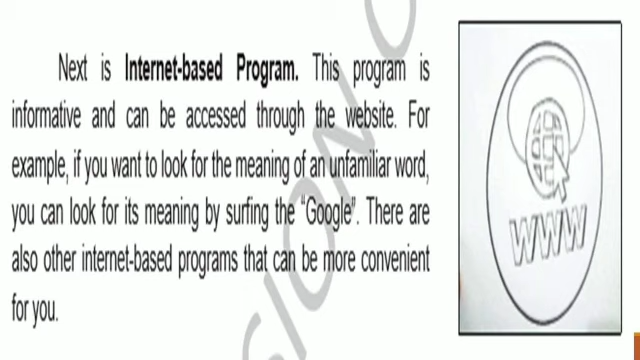 Next is Internet-based Program. This program is
informative and can be accessed through the website. For
example, if you want to look for the meaning of an unfamiliar word,
you can look for its meaning by surfing the “Google”. There are
also other internet-based programs that can be more convenient
for you.
WWW